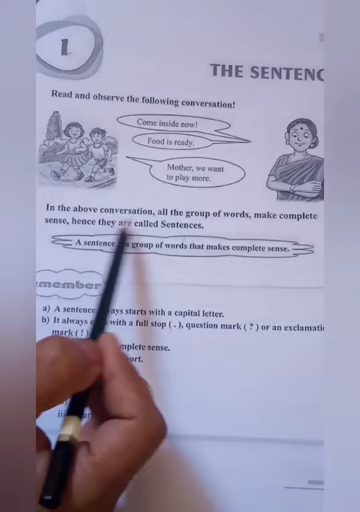 1
THE SENTENC
Read and observe the following conversation!
Come inside now!
Food is ready.
Mother, we want
to play more.
In the above conversation, all the group of words, make complete
sense, hence they are called Sentences.
A sentence group of words that makes complete sense.
member
a) A sentence ays starts with a capital letter.
b) It always with a full stop ( . ), question mark ( ? ) or an exclamati
mark ( ! )
mplete sense.
ort.